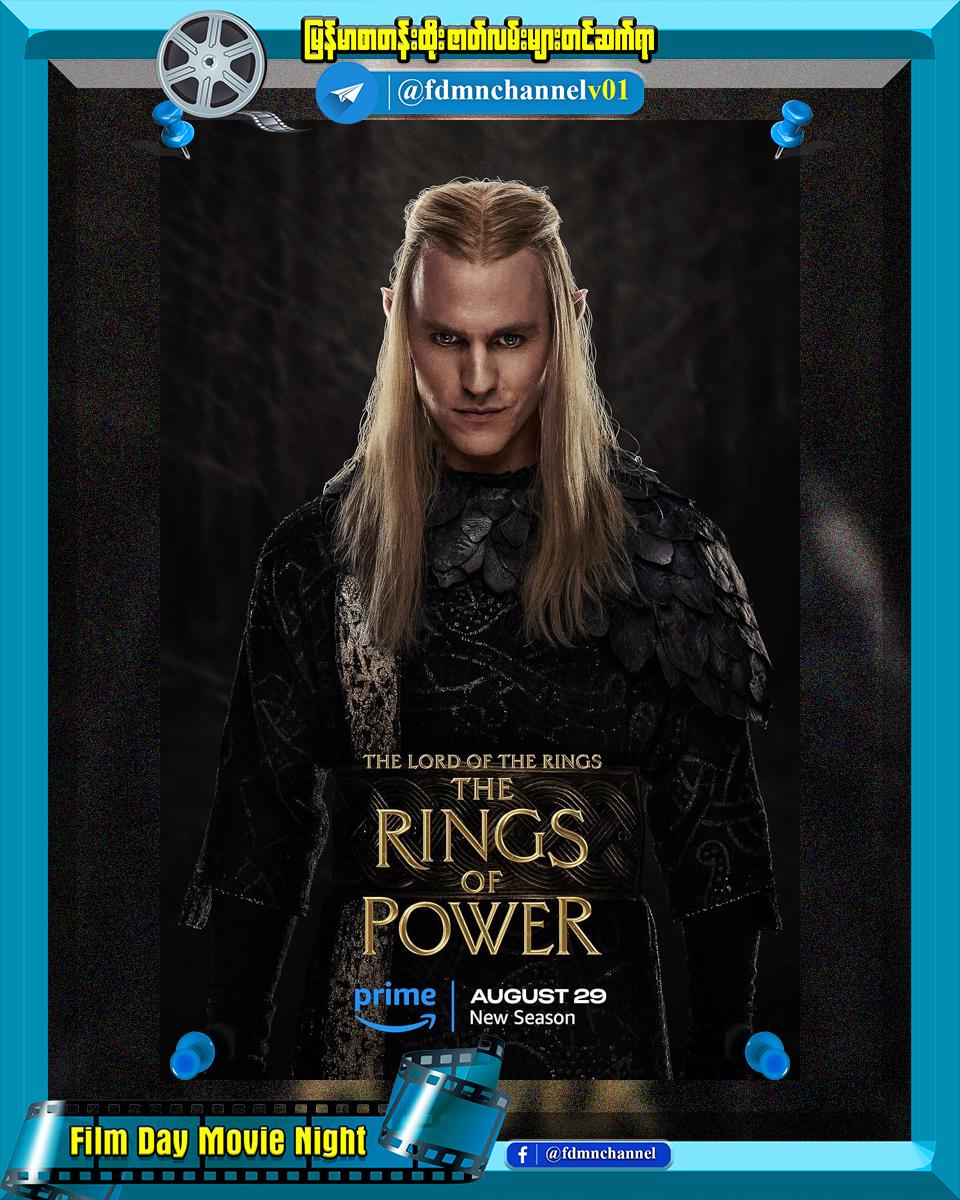 မြန်မာစာတန်းထိုးဇာတ်လမ်းများတင်ဆက်ရာ
@fdmnchannelv01
THE LORD OF THE RINGS
THE
RINGS
OF
POWER
prime
AUGUST 29
New Season
Film Day Movie Night
@fdmnchannel